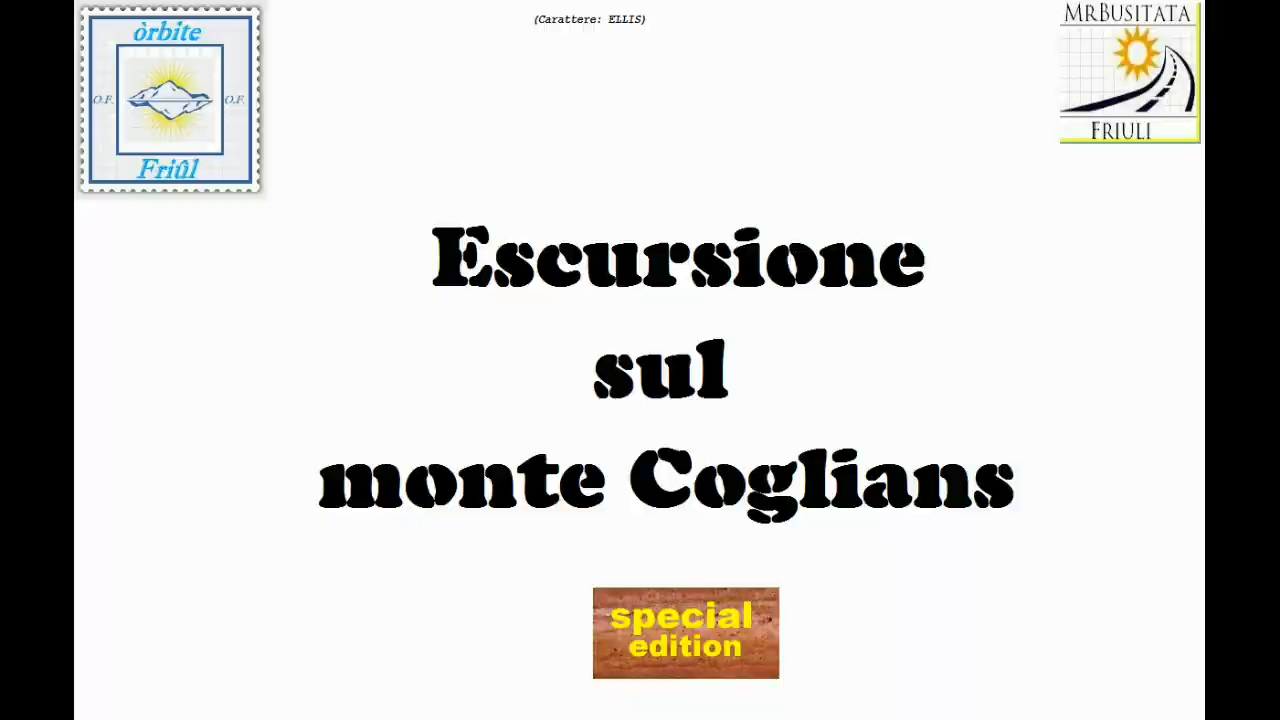 òrbite
O.F. O.F.
Friûl
(Carattere: ELLIS)
MRBUSITATA
FRIULI
Escursione
sul
monte Coglians
special
edition